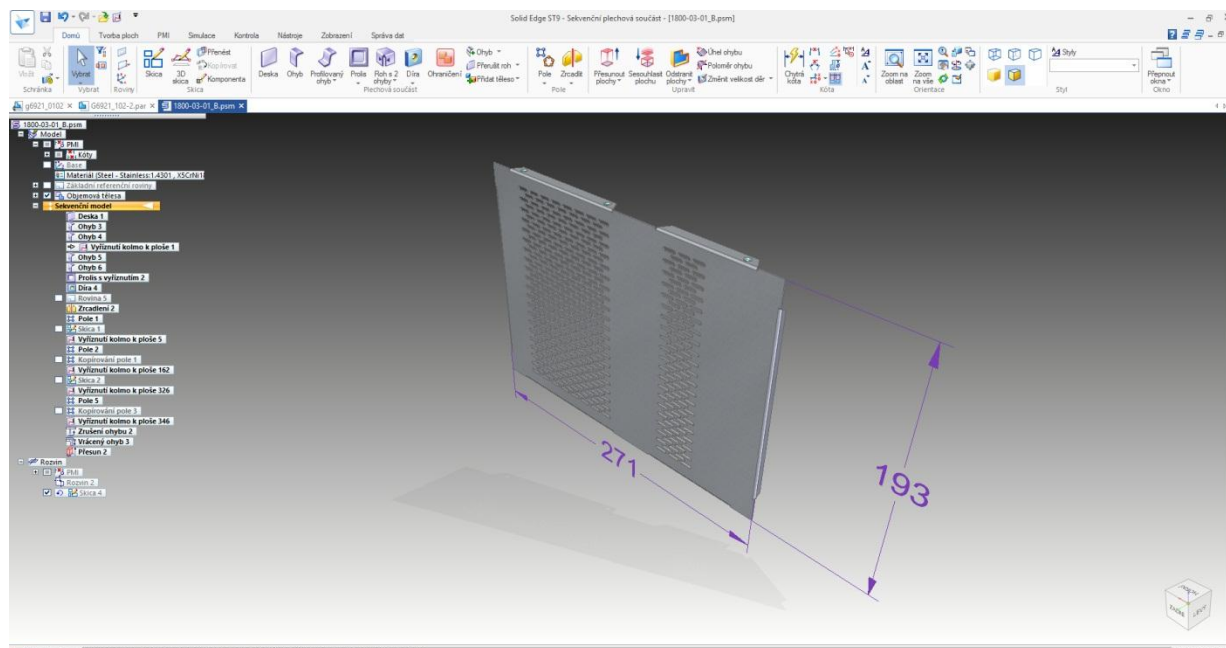 Solid Edge ST9 - Sekvenční plechová součást - [1800-03-01_B.psm]
Domů Tvorba ploch PMI Simulace Kontrola Nástroje Zobrazení Správa dat
Vložit
Vybrat
Skica
3D skica
Přenést
Kopírovat
Komponenta
Deska
Ohyb
Profilovaný ohyb
Prolis
Roh s 2 ohyby
Díra
Ohraničení
Ohyb
Přerušit roh
Přidat těleso
Pole
Zrcadlit
Přesunout plochy
Sesouhlasit plochu
Odstranit plochy
Úhel ohybu
Poloměr ohybu
Změnit velikost děr
Chytrá kóta
Zoom na oblast
Zoom na vše
Styly
Přepnout okna
Schránka Vybrat Roviny Skica Plechová součást Pole Upravit Kóta Orientace Styl Okno
g6921_0102 G6921_102-2.par 1800-03-01_B.psm
1800-03-01_B.psm
Model
PMI
Kóty
Base
Materiál (Steel - Stainless:1.4301 , X5CrNi1
Základní referenční roviny
Objemová tělesa
Sekvenční model
Deska 1
Ohyb 3
Ohyb 4
Vyříznutí kolmo k ploše 1
Ohyb 5
Ohyb 6
Prolis s vyříznutím 2
Díra 4
Rovina 5
Zrcadlení 2
Pole 1
Skica 1
Vyříznutí kolmo k ploše 5
Pole 2
Kopírování pole 1
Vyříznutí kolmo k ploše 162
Skica 2
Vyříznutí kolmo k ploše 326
Pole 5
Kopírování pole 3
Vyříznutí kolmo k ploše 346
Zrušení ohybu 2
Vrácený ohyb 3
Přesun 2
Rozvin
PMI
Rozvin 2
Skica 4
271
193
ZADNÍ
LEVÝ